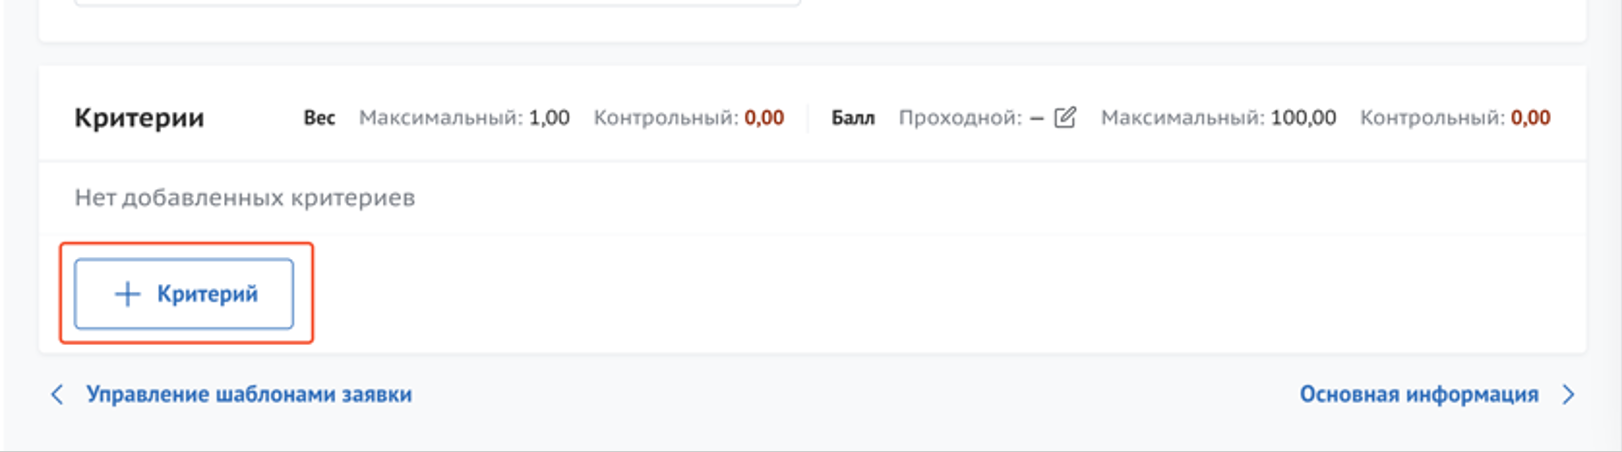 Критерии Вес Максимальный: 1,00 Контрольный: 0,00 Балл Проходной: — Максимальный: 100,00 Контрольный: 0,00
Нет добавленных критериев
+ Критерий
Управление шаблонами заявки Основная информация